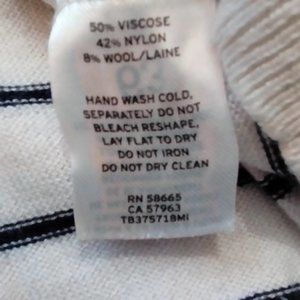 50% VISCOSE
42% NYLON
8% WOOL/LAINE
HAND WASH COLD,
SEPARATELY DO NOT
BLEACH RESHAPE,
LAY FLAT TO DRY
DO NOT IRON
DO NOT DRY CLEAN
RN 58665
CA 57963
TB375718MI